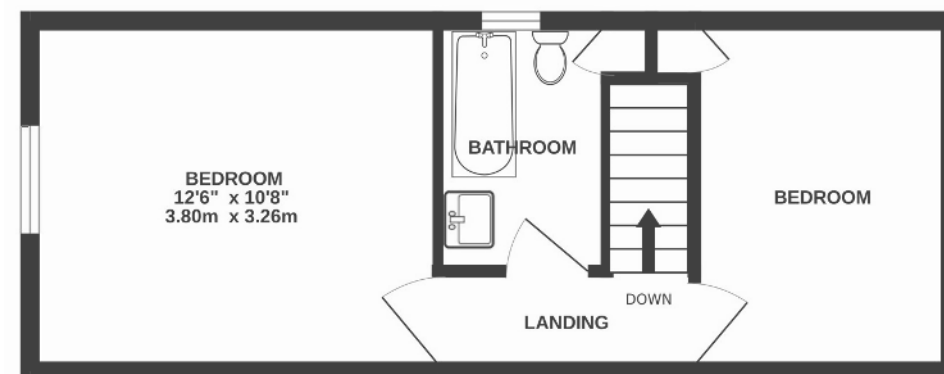 BEDROOM
12'6" x 10'8"
3.80m x 3.26m
BATHROOM
BEDROOM
DOWN
LANDING